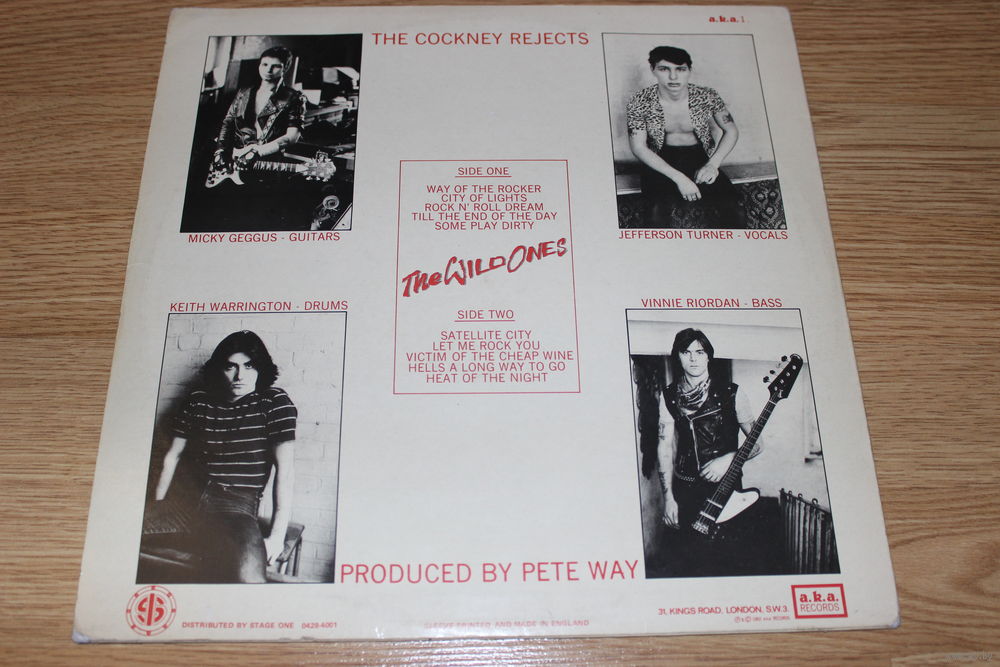 a.k.a.1.
THE COCKNEY REJECTS
MICKY GEGGUS - GUITARS
JEFFERSON TURNER - VOCALS
SIDE ONE
WAY OF THE ROCKER
CITY OF LIGHTS
ROCK N' ROLL DREAM
TILL THE END OF THE DAY
SOME PLAY DIRTY
THE WILD ONES
SIDE TWO
SATELLITE CITY
LET ME ROCK YOU
VICTIM OF THE CHEAP WINE
HELLS A LONG WAY TO GO
HEAT OF THE NIGHT
KEITH WARRINGTON - DRUMS
VINNIE RIORDAN - BASS
PRODUCED BY PETE WAY
DISTRIBUTED BY STAGE ONE 0428-4001
SLEEVE PRINTED AND MADE IN ENGLAND
31, KINGS ROAD, LONDON, S.W.3.
a.k.a.
RECORDS